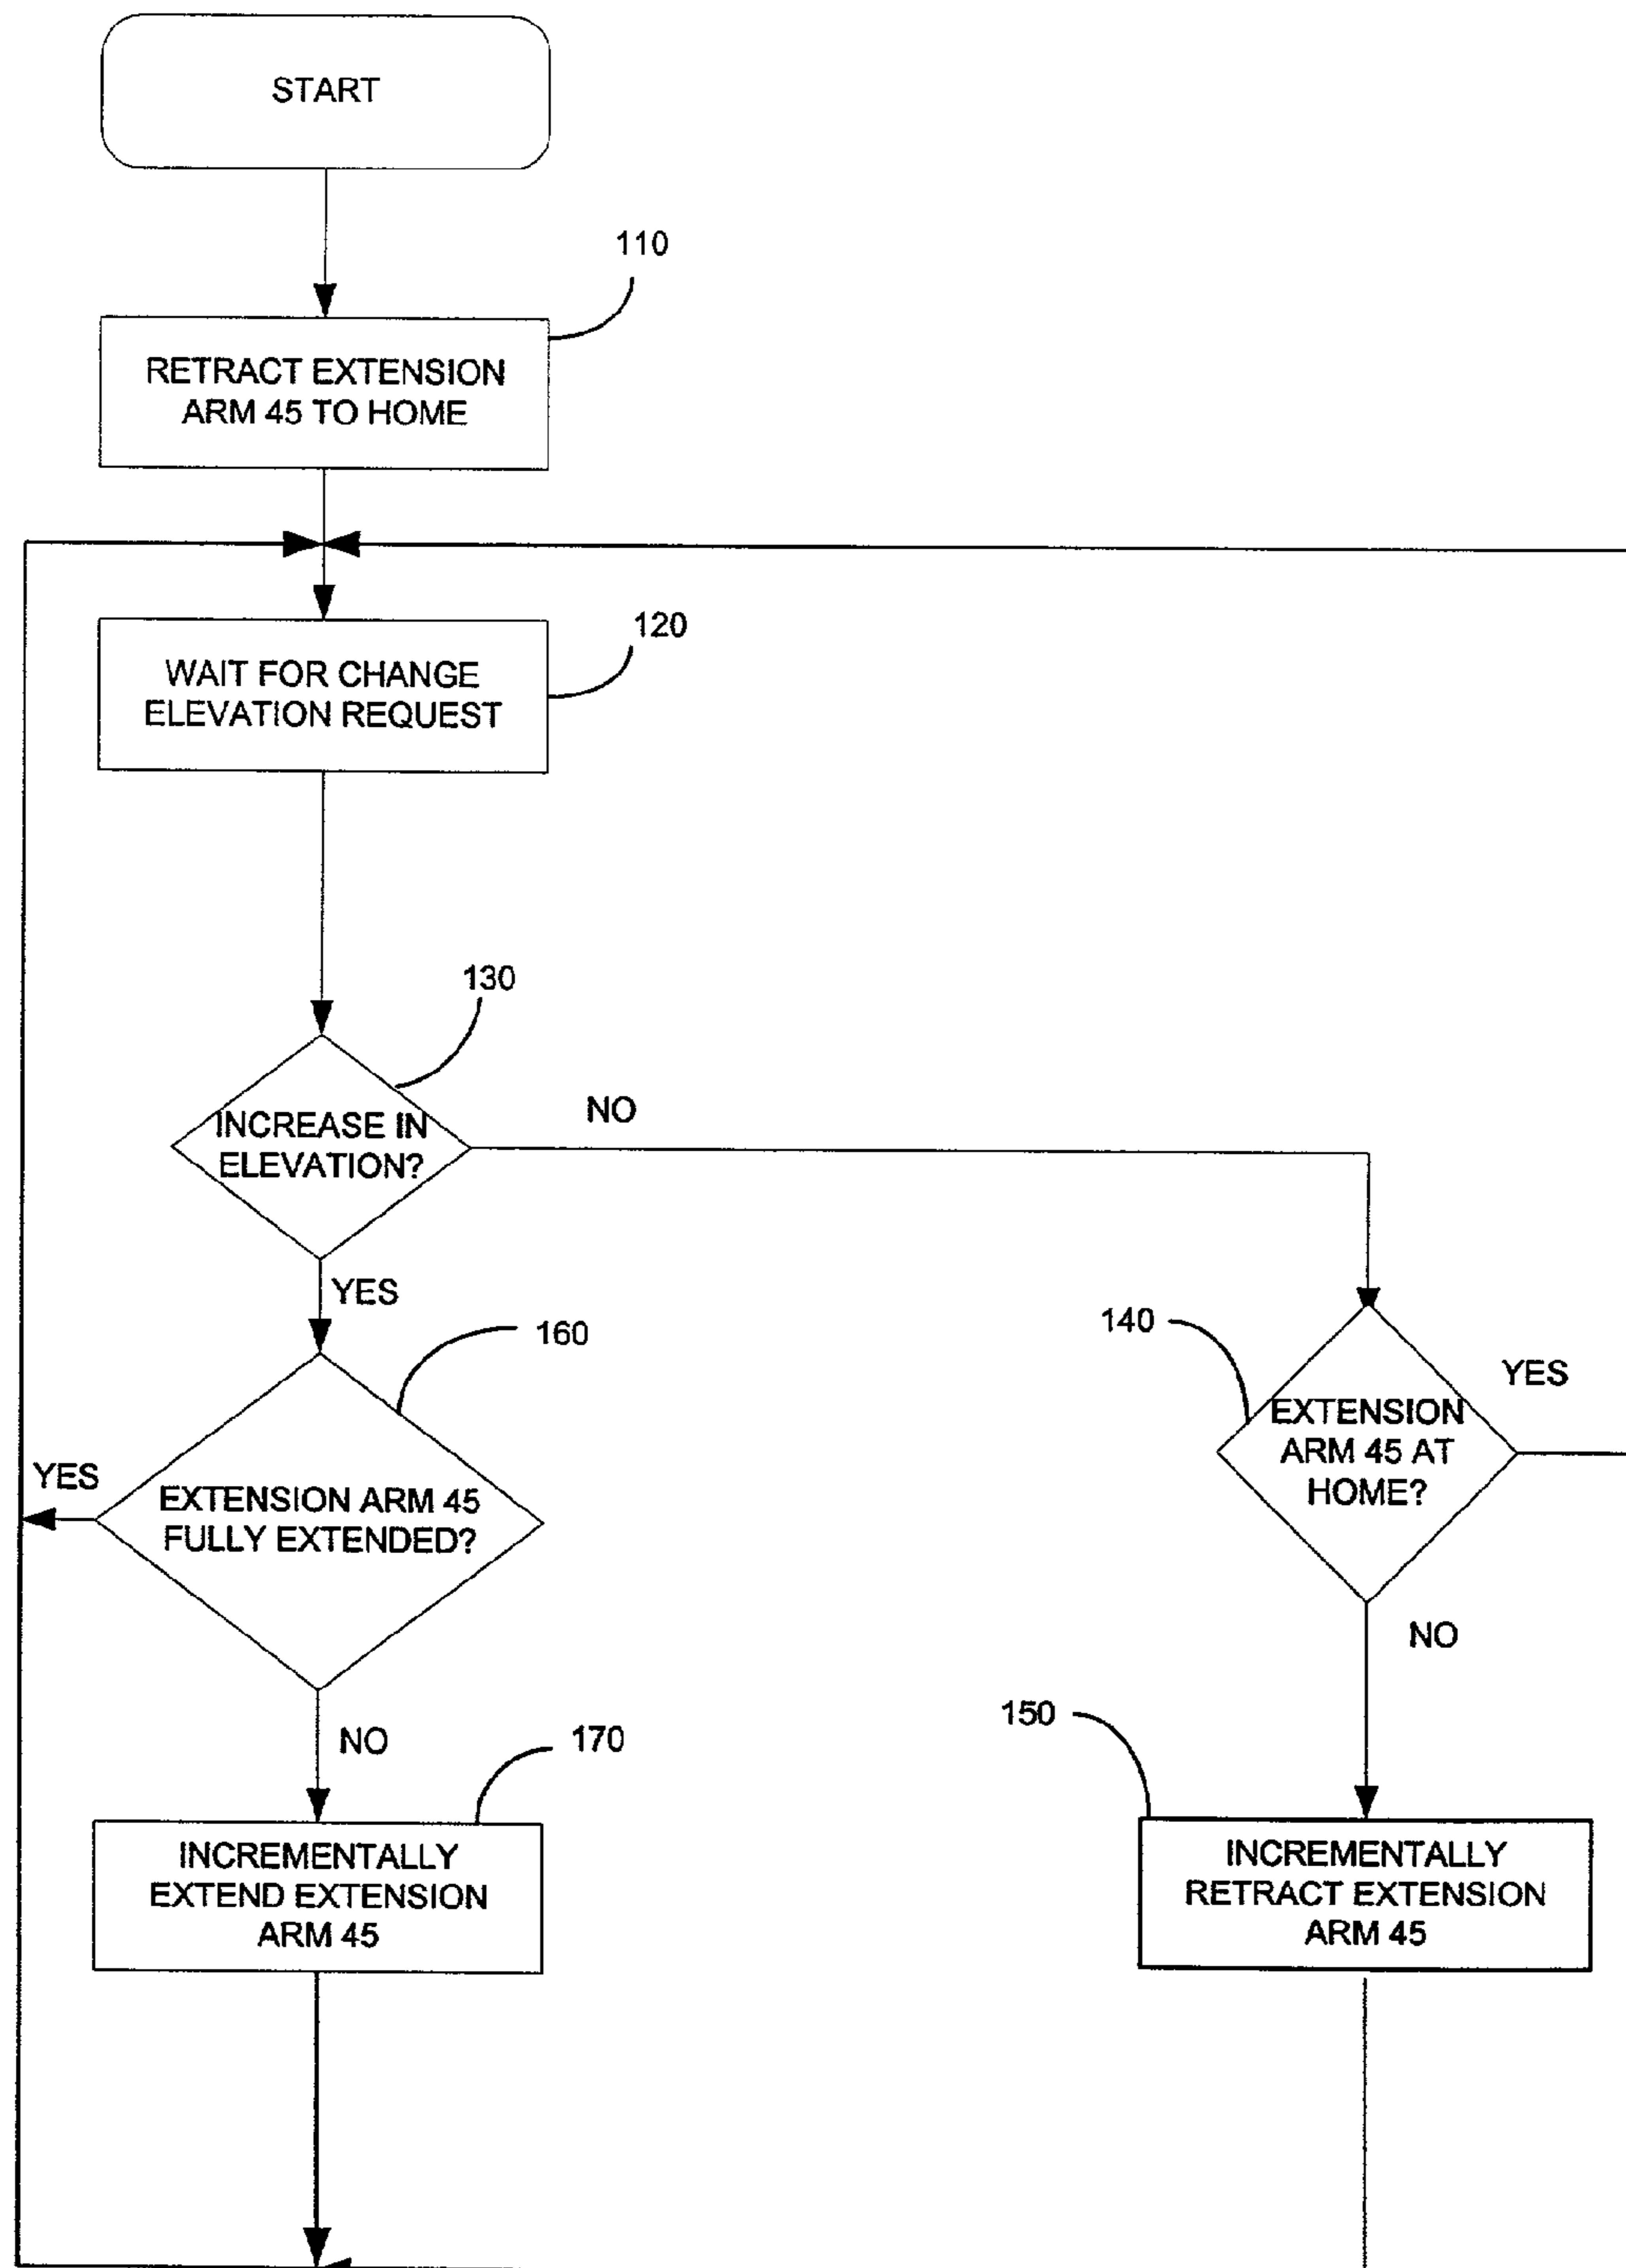 START
110
RETRACT EXTENSION
ARM 45 TO HOME
120
WAIT FOR CHANGE
ELEVATION REQUEST
130
INCREASE IN
ELEVATION?
NO
YES
160
EXTENSION ARM 45
FULLY EXTENDED?
YES
NO
170
INCREMENTALLY
EXTEND EXTENSION
ARM 45
140
EXTENSION
ARM 45 AT
HOME?
YES
NO
150
INCREMENTALLY
RETRACT EXTENSION
ARM 45